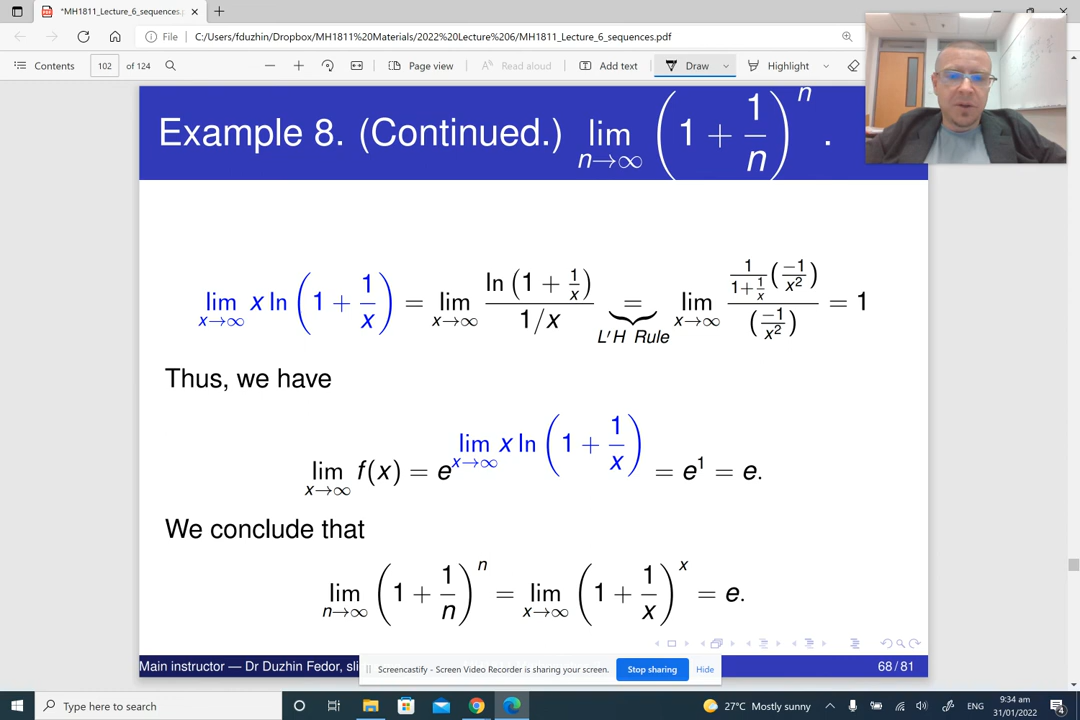 *MH1811_Lecture_6_sequences.pdf
File C:/Users/fduzhin/Dropbox/MH1811%20Materials/2022%20Lecture%206/MH1811_Lecture_6_sequences.pdf
Contents 102 of 124 Page view Read aloud Add text Draw Highlight
Example 8. (Continued.) lim_{n→∞} (1 + 1/n)^n .
lim_{x→∞} x ln (1 + 1/x) = lim_{x→∞} ln (1 + 1/x) / (1/x) =_{L'H Rule} lim_{x→∞} (1/(1+1/x) (−1/x²)) / (−1/x²) = 1
Thus, we have
lim_{x→∞} f(x) = e^{lim_{x→∞} x ln (1 + 1/x)} = e^1 = e.
We conclude that
lim_{n→∞} (1 + 1/n)^n = lim_{x→∞} (1 + 1/x)^x = e.
Main instructor — Dr Duzhin Fedor, sli
68 / 81
Screencastify - Screen Video Recorder is sharing your screen. Stop sharing Hide
Type here to search
27°C Mostly sunny
ENG
9:34 am
31/01/2022
4